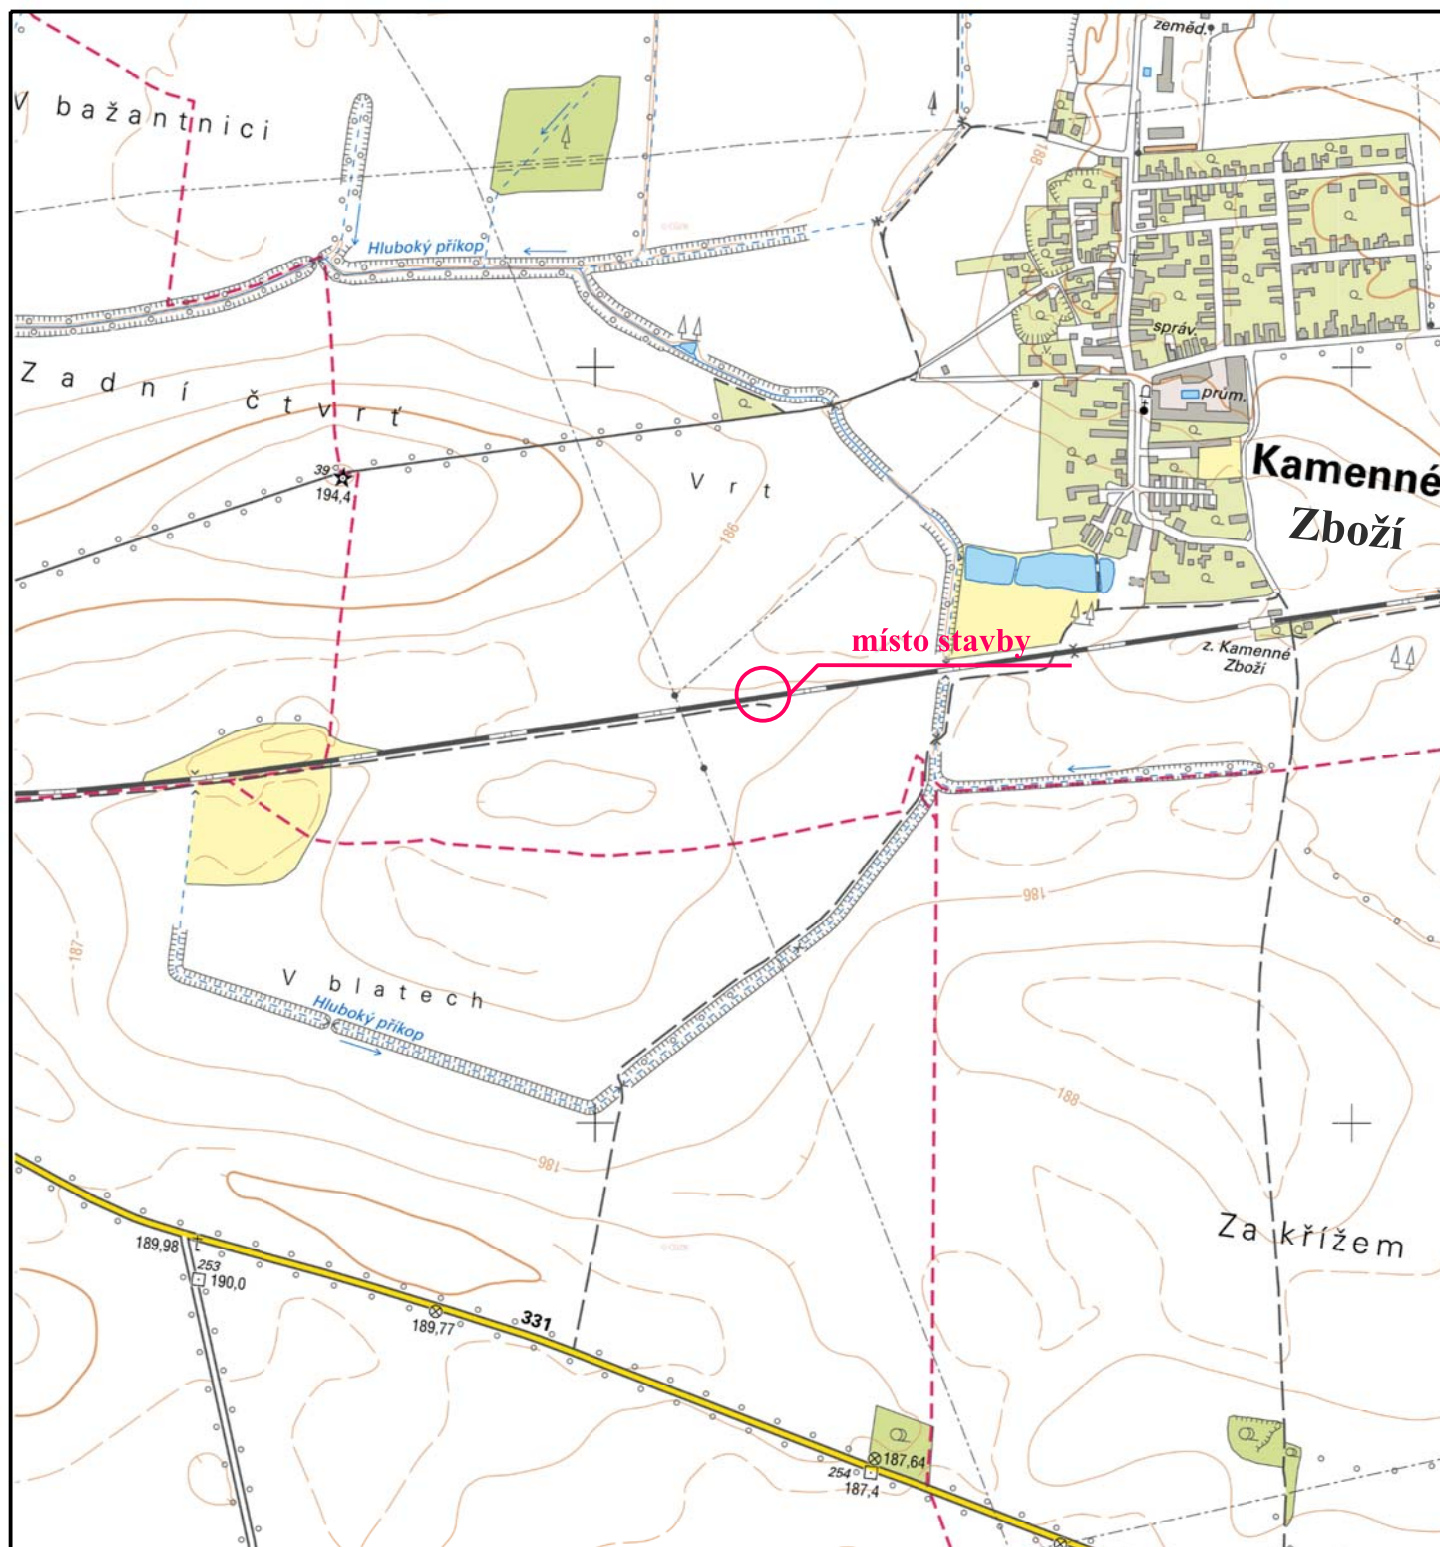 zeměd.
V bažantnici
188
Hluboký příkop
správ.
v.
Zadní čtvrť
prům.
39
194,4
Vrt
186
Kamenné
Zboží
místo stavby
z. Kamenné
Zboží
186
187
V blatech
Hluboký příkop
188
186
Za křížem
189,98
253
190,0
331
189,77
187,64
254
187,4